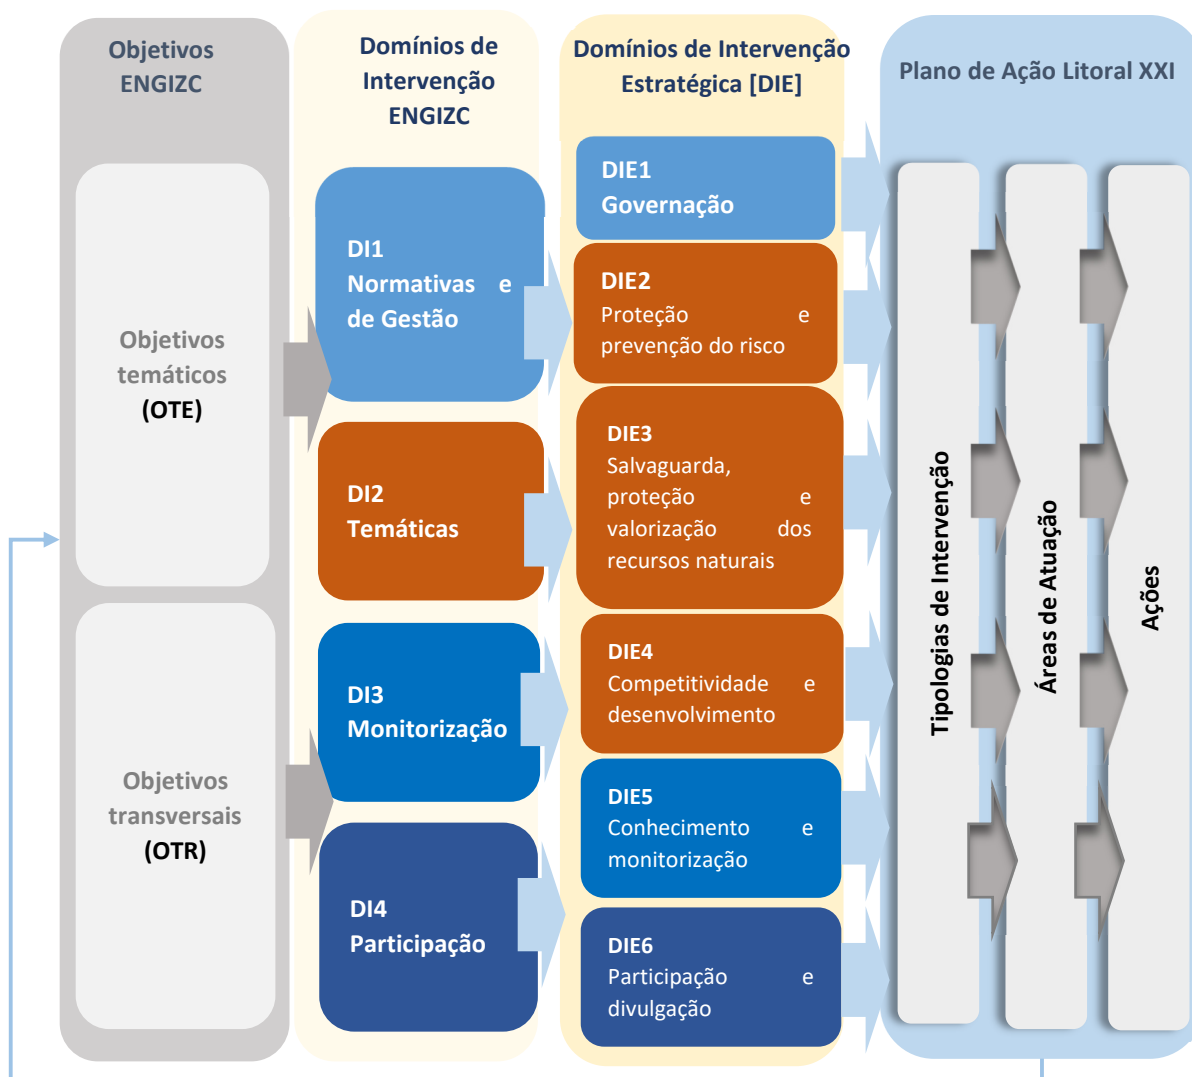 Objetivos
ENGIZC
Objetivos
temáticos
(OTE)
Objetivos
transversais
(OTR)
Domínios de
Intervenção
ENGIZC
DI1
Normativas e
de Gestão
DI2
Temáticas
DI3
Monitorização
DI4
Participação
Domínios de Intervenção
Estratégica [DIE]
DIE1
Governação
DIE2
Proteção e
prevenção do risco
DIE3
Salvaguarda,
proteção e
valorização dos
recursos naturais
DIE4
Competitividade e
desenvolvimento
DIE5
Conhecimento e
monitorização
DIE6
Participação e
divulgação
Plano de Ação Litoral XXI
Tipologias de Intervenção
Áreas de Atuação
Ações